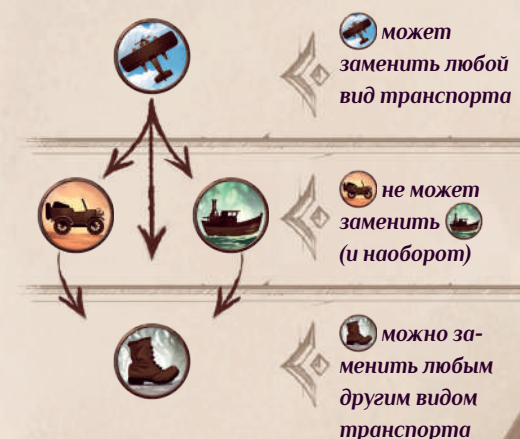 может
заменить любой
вид транспорта
не может
заменить
(и наоборот)
можно за-
менить любым
другим видом
транспорта